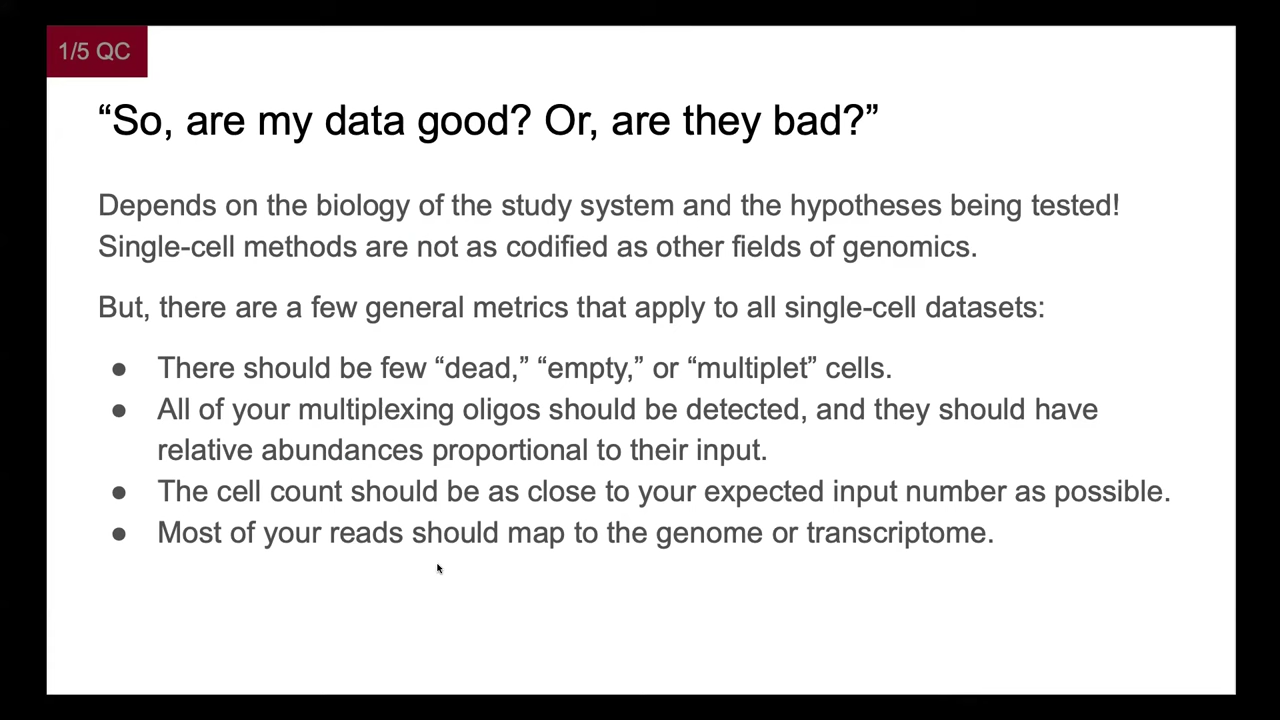 1/5 QC
“So, are my data good? Or, are they bad?”
Depends on the biology of the study system and the hypotheses being tested!
Single-cell methods are not as codified as other fields of genomics.
But, there are a few general metrics that apply to all single-cell datasets:
● There should be few “dead,” “empty,” or “multiplet” cells.
● All of your multiplexing oligos should be detected, and they should have
relative abundances proportional to their input.
● The cell count should be as close to your expected input number as possible.
● Most of your reads should map to the genome or transcriptome.